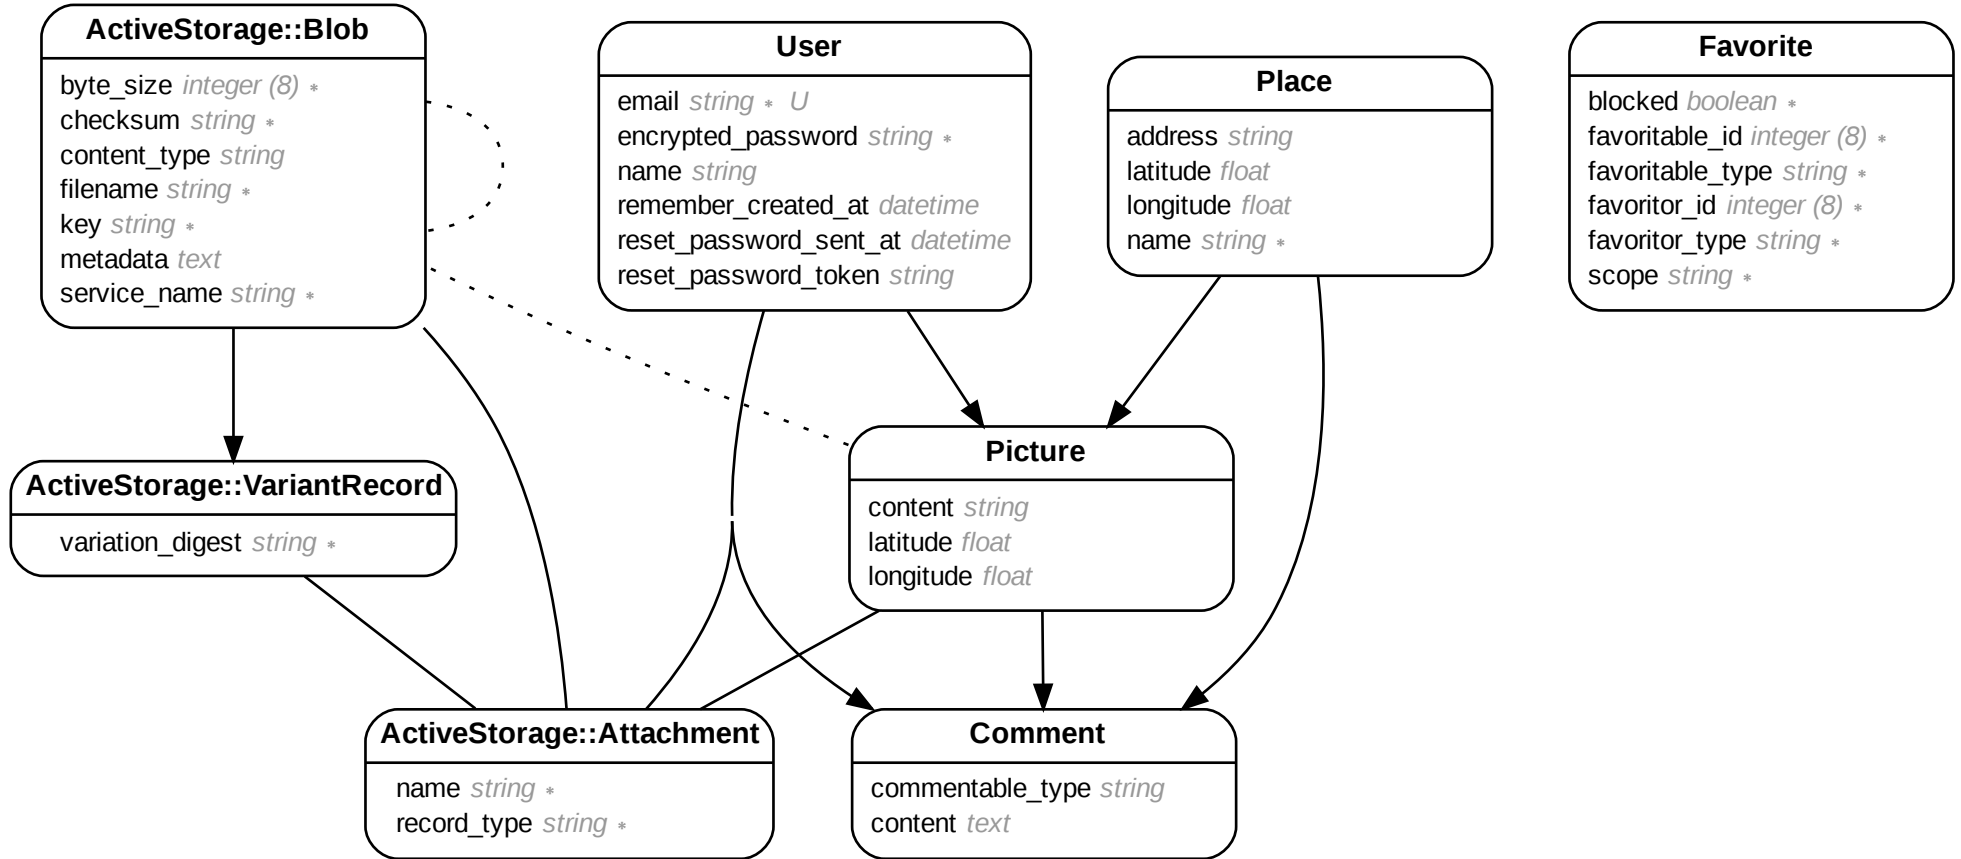 ActiveStorage::Blob
byte_size integer (8) *
checksum string *
content_type string
filename string *
key string *
metadata text
service_name string *
User
email string * U
encrypted_password string *
name string
remember_created_at datetime
reset_password_sent_at datetime
reset_password_token string
Place
address string
latitude float
longitude float
name string *
Favorite
blocked boolean *
favoritable_id integer (8) *
favoritable_type string *
favoritor_id integer (8) *
favoritor_type string *
scope string *
ActiveStorage::VariantRecord
variation_digest string *
Picture
content string
latitude float
longitude float
ActiveStorage::Attachment
name string *
record_type string *
Comment
commentable_type string
content text